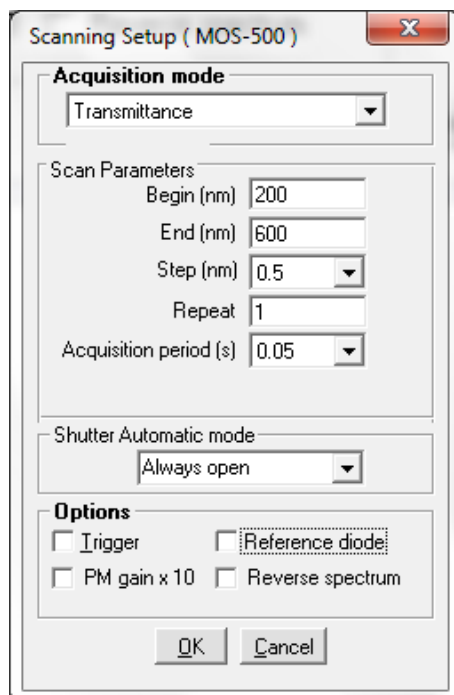 Scanning Setup ( MOS-500 )
X
Acquisition mode
Transmittance
Scan Parameters
Begin (nm) 200
End (nm) 600
Step (nm) 0.5
Repeat 1
Acquisition period (s) 0.05
Shutter Automatic mode
Always open
Options
Trigger Reference diode
PM gain x 10 Reverse spectrum
OK Cancel